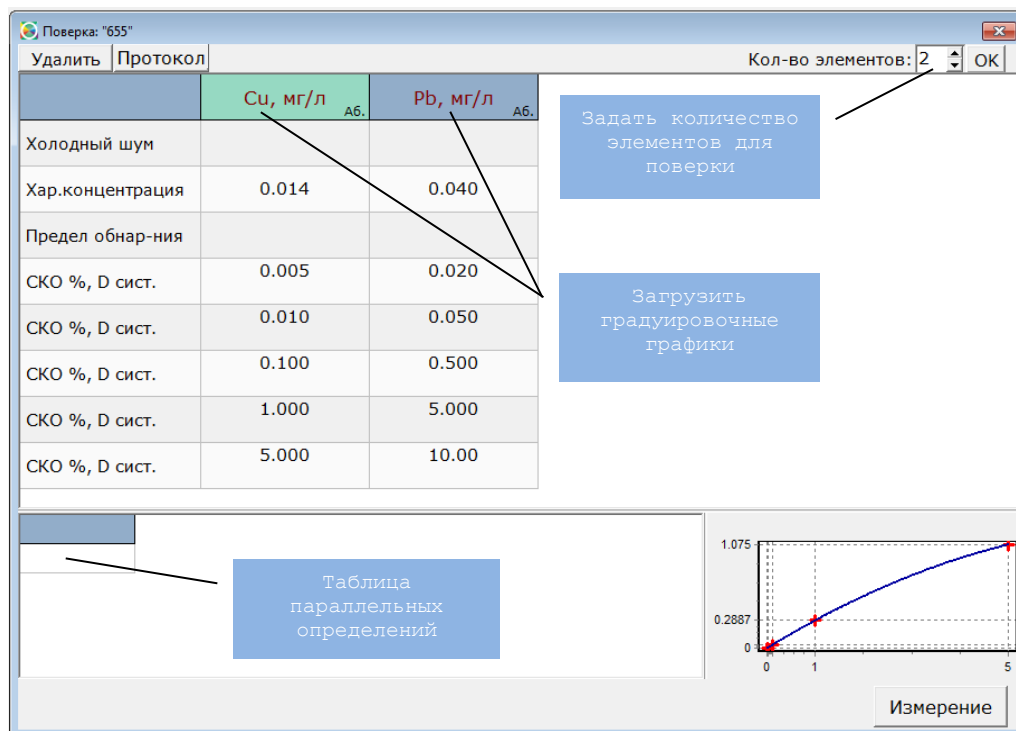 Поверка: "655"
Удалить Протокол Кол-во элементов: 2 OK
Cu, мг/л Аб. Pb, мг/л Аб.
Холодный шум
Хар.концентрация 0.014 0.040
Предел обнар-ния
СКО %, D сист. 0.005 0.020
СКО %, D сист. 0.010 0.050
СКО %, D сист. 0.100 0.500
СКО %, D сист. 1.000 5.000
СКО %, D сист. 5.000 10.00
Задать количество
элементов для
поверки
Загрузить
градуировочные
графики
Таблица
параллельных
определений
1.075
0.2887
0
0 1 5
Измерение